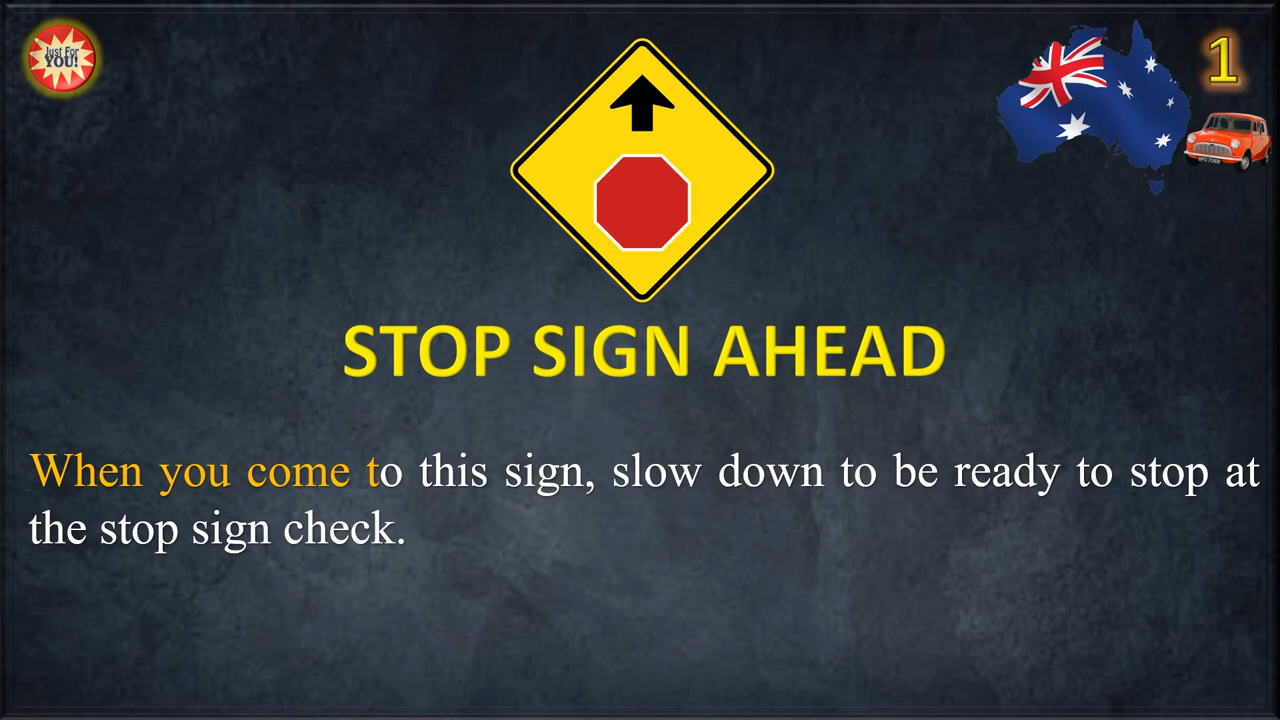 Just For
YOU!
1
STOP SIGN AHEAD
When you come to this sign, slow down to be ready to stop at
the stop sign check.